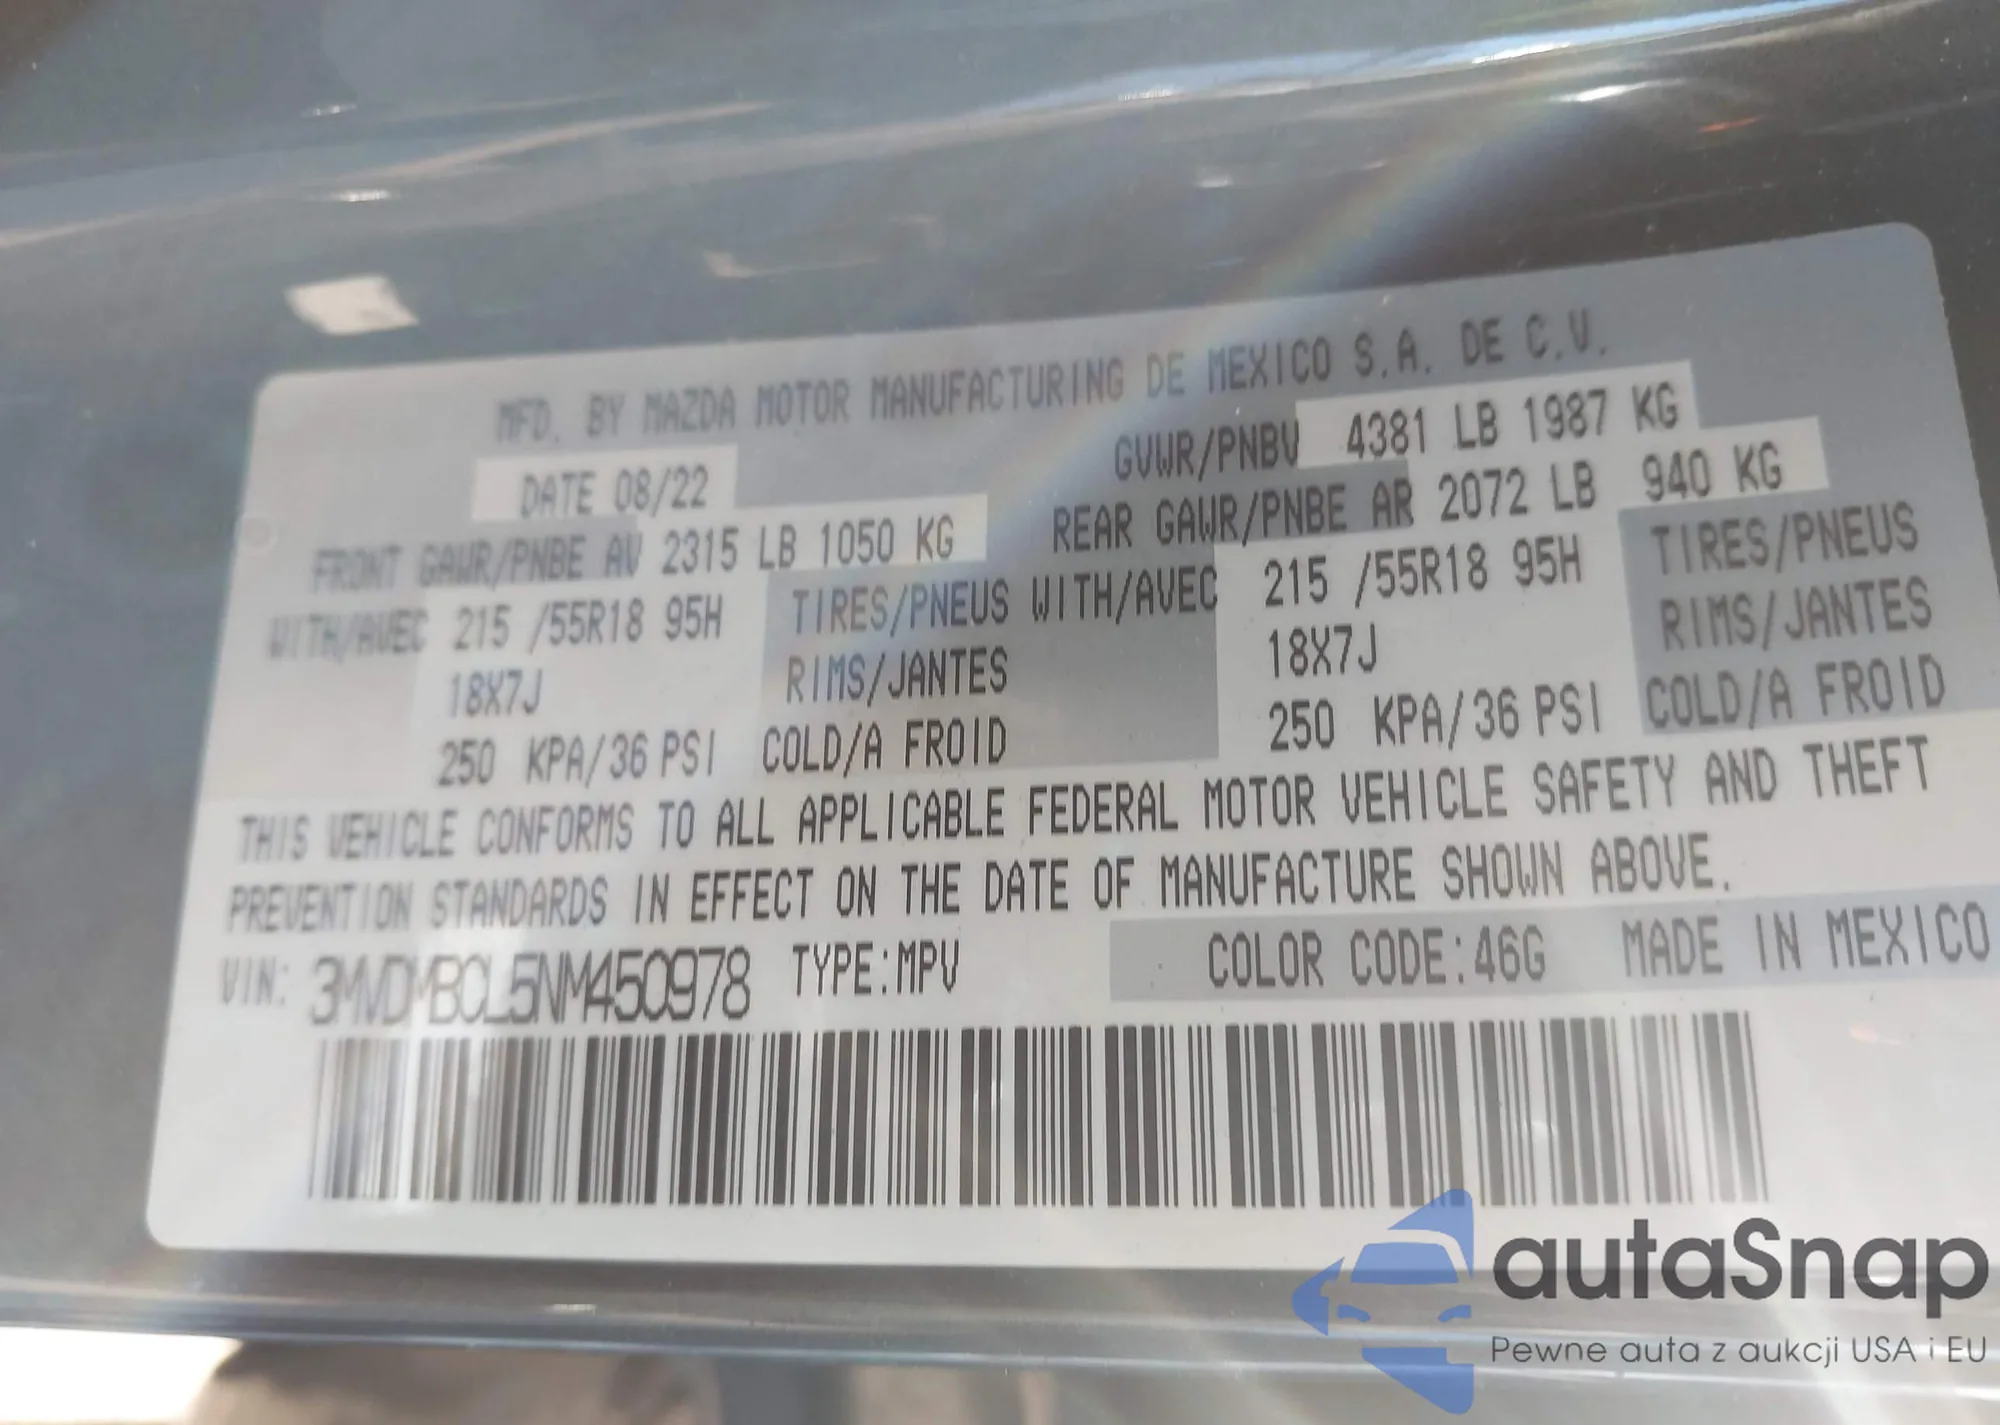 MFD. BY MAZDA MOTOR MANUFACTURING DE MEXICO S.A. DE C.V.
DATE 08/22 GVWR/PNBV 4381 LB 1987 KG
FRONT GAWR/PNBE AV 2315 LB 1050 KG REAR GAWR/PNBE AR 2072 LB 940 KG
WITH/AVEC 215 /55R18 95H TIRES/PNEUS WITH/AVEC 215 /55R18 95H TIRES/PNEUS
18X7J RIMS/JANTES 18X7J RIMS/JANTES
250 KPA/36 PSI COLD/A FROID 250 KPA/36 PSI COLD/A FROID
THIS VEHICLE CONFORMS TO ALL APPLICABLE FEDERAL MOTOR VEHICLE SAFETY AND THEFT
PREVENTION STANDARDS IN EFFECT ON THE DATE OF MANUFACTURE SHOWN ABOVE.
VIN: 3MVDMBCL5NM450978 TYPE:MPV COLOR CODE:46G MADE IN MEXICO
autaSnap
Pewne auta z aukcji USA i EU